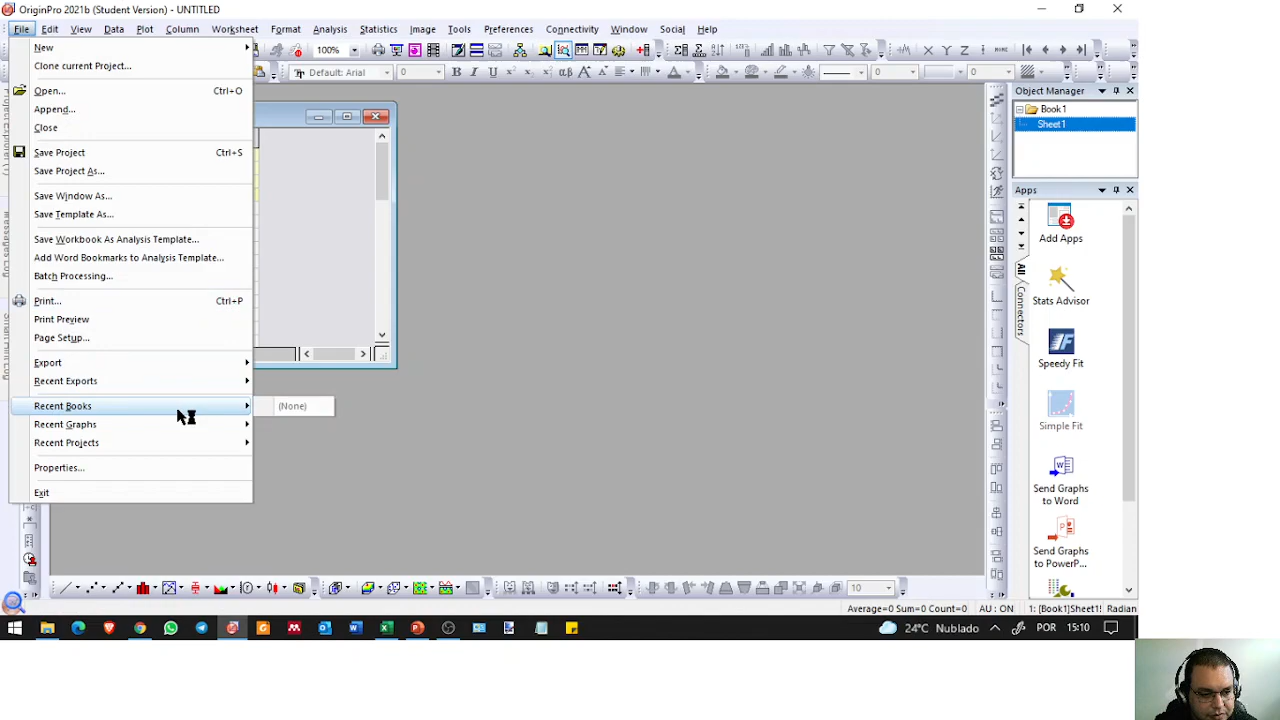 OriginPro 2021b (Student Version) - UNTITLED
File Edit View Data Plot Column Worksheet Format Analysis Statistics Image Tools Preferences Connectivity Window Social Help
100%
Default: Arial 0 B I U 0 0
New
Clone current Project...
Open... Ctrl+O
Append...
Close
Save Project Ctrl+S
Save Project As...
Save Window As...
Save Template As...
Save Workbook As Analysis Template...
Add Word Bookmarks to Analysis Template...
Batch Processing...
Print... Ctrl+P
Print Preview
Page Setup...
Export
Recent Exports
Recent Books
(None)
Recent Graphs
Recent Projects
Properties...
Exit
Object Manager
Book1
Sheet1
Apps
All
Connectors
Add Apps
Stats Advisor
Speedy Fit
Simple Fit
Send Graphs
to Word
Send Graphs
to PowerP...
10
Average=0 Sum=0 Count=0 AU : ON 1: [Book1]Sheet1! Radian
24°C Nublado POR 15:10